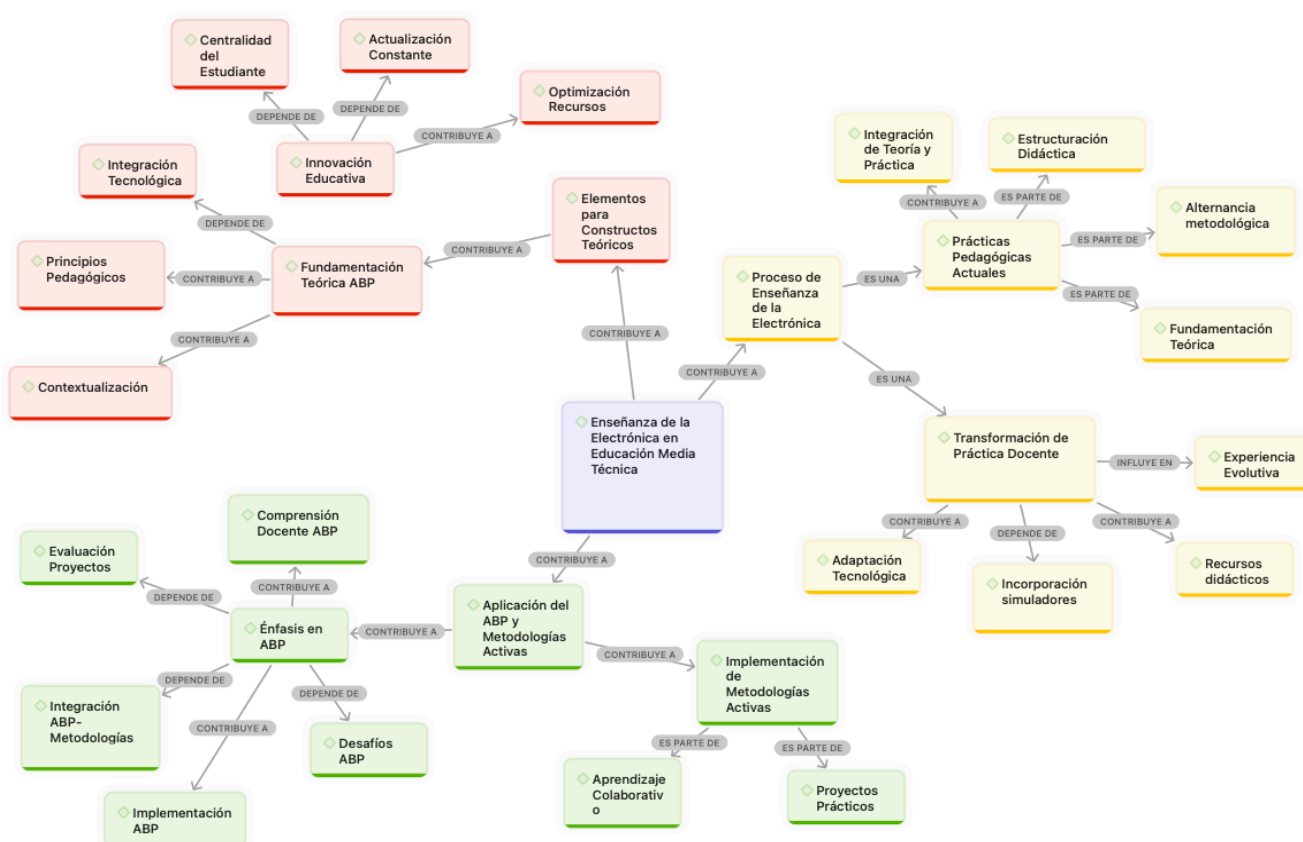 Centralidad
del
Estudiante
Actualización
Constante
Optimización
Recursos
DEPENDE DE
DEPENDE DE
CONTRIBUYE A
Innovación
Educativa
Integración
Tecnológica
DEPENDE DE
Elementos
para
Constructos
Teóricos
CONTRIBUYE A
Principios
Pedagógicos
CONTRIBUYE A
Fundamentación
Teórica ABP
CONTRIBUYE A
Contextualización
CONTRIBUYE A
Integración
de Teoría y
Práctica
Estructuración
Didáctica
CONTRIBUYE A
ES PARTE DE
Alternancia
metodológica
ES PARTE DE
Prácticas
Pedagógicas
Actuales
Proceso de
Enseñanza
de la
Electrónica
ES UNA
ES PARTE DE
Fundamentación
Teórica
CONTRIBUYE A
ES UNA
Enseñanza de la
Electrónica en
Educación Media
Técnica
Transformación de
Práctica Docente
INFLUYE EN
Experiencia
Evolutiva
CONTRIBUYE A
DEPENDE DE
CONTRIBUYE A
Adaptación
Tecnológica
Incorporación
simuladores
Recursos
didácticos
CONTRIBUYE A
Comprensión
Docente ABP
Evaluación
Proyectos
CONTRIBUYE A
DEPENDE DE
Énfasis en
ABP
CONTRIBUYE A
Aplicación del
ABP y
Metodologías
Activas
CONTRIBUYE A
Implementación
de
Metodologías
Activas
DEPENDE DE
DEPENDE DE
Integración
ABP-
Metodologías
CONTRIBUYE A
Desafíos
ABP
ES PARTE DE
ES PARTE DE
Aprendizaje
Colaborativ
o
Proyectos
Prácticos
Implementación
ABP